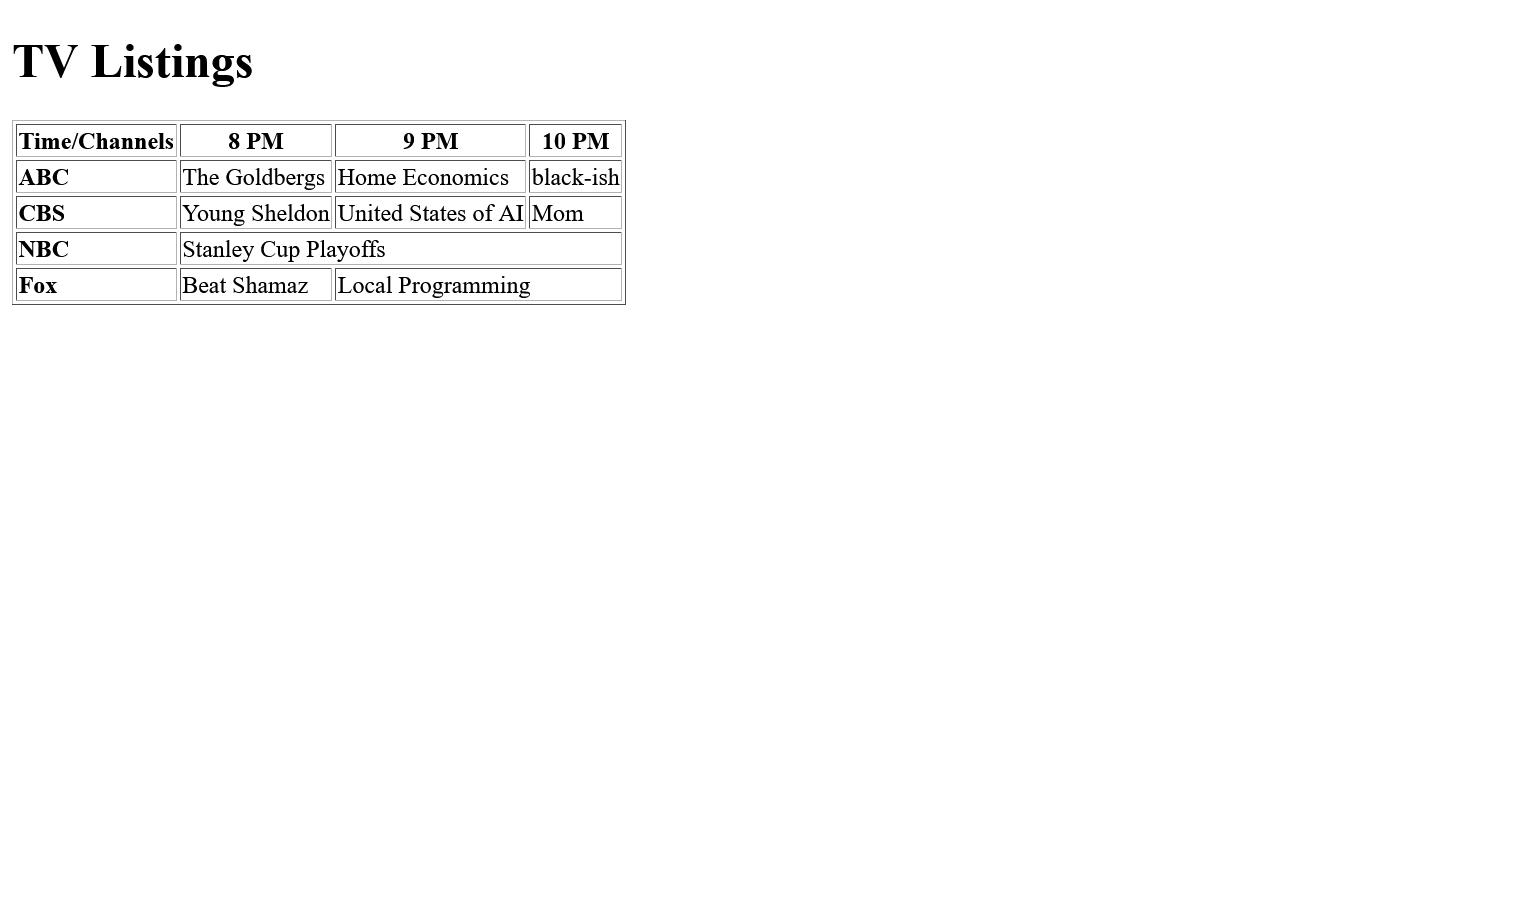 TV Listings
Time/Channels 8 PM 9 PM 10 PM
ABC The Goldbergs Home Economics black-ish
CBS Young Sheldon United States of AI Mom
NBC Stanley Cup Playoffs
Fox Beat Shamaz Local Programming